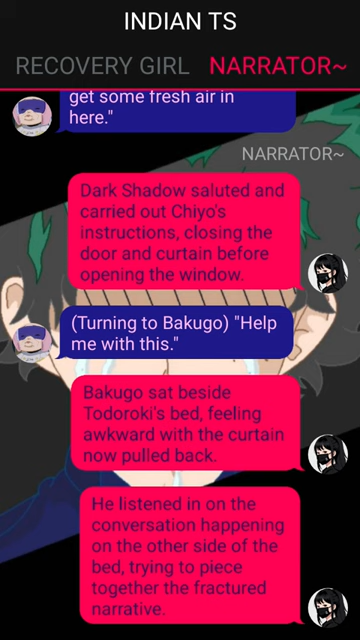 INDIAN TS
RECOVERY GIRL NARRATOR~
get some fresh air in
here."
NARRATOR~
Dark Shadow saluted and
carried out Chiyo's
instructions, closing the
door and curtain before
opening the window.
(Turning to Bakugo) "Help
me with this."
Bakugo sat beside
Todoroki's bed, feeling
awkward with the curtain
now pulled back.
He listened in on the
conversation happening
on the other side of the
bed, trying to piece
together the fractured
narrative.